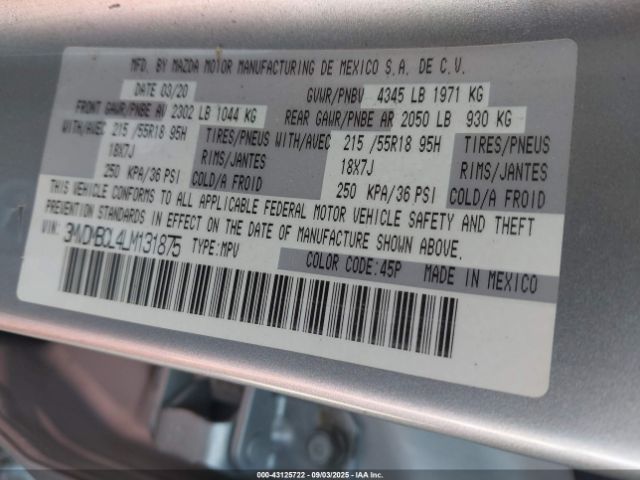 MFD. BY MAZDA MOTOR MANUFACTURING DE MEXICO S.A. DE C.V.
DATE 03/20 GVWR/PNBV 4345 LB 1971 KG
FRONT GAWR/PNBE AV 2302 LB 1044 KG REAR GAWR/PNBE AR 2050 LB 930 KG
WITH/AVEC 215 /55R18 95H TIRES/PNEUS WITH/AVEC 215 /55R18 95H TIRES/PNEUS
18X7J RIMS/JANTES 18X7J RIMS/JANTES
250 KPA/36 PSI COLD/A FROID 250 KPA/36 PSI COLD/A FROID
THIS VEHICLE CONFORMS TO ALL APPLICABLE FEDERAL MOTOR VEHICLE SAFETY AND THEFT
PREVENTION STANDARDS IN EFFECT ON THE DATE OF MANUFACTURE SHOWN ABOVE.
VIN: 3MVDMBCL4LM131875 TYPE:MPV
COLOR CODE:45P MADE IN MEXICO
000-43125722 - 09/03/2025 - IAAI, Inc.